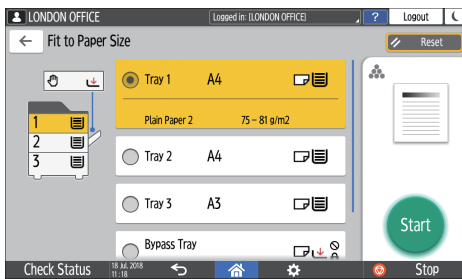 LONDON OFFICE
Logged in: [LONDON OFFICE]
?
Logout
Fit to Paper Size
Reset
Tray 1 A4
Plain Paper 2 75 – 81 g/m2
1
2
3
Tray 2 A4
Tray 3 A3
Bypass Tray
Start
Check Status
18 Jul. 2018
11 : 18
Stop